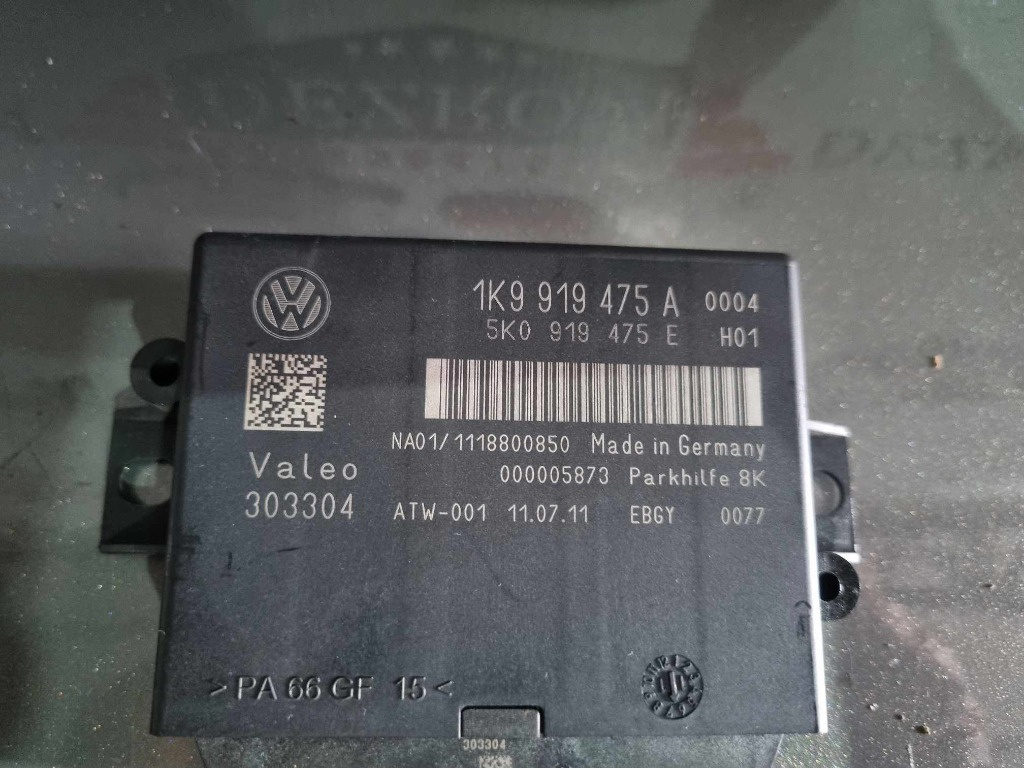 1K9 919 475 A 0004
5K0 919 475 E H01
NA01/1118800850 Made in Germany
000005873 Parkhilfe 8K
Valeo
303304
ATW-001 11.07.11 EBGY 0077
>PA 66 GF 15<
303304